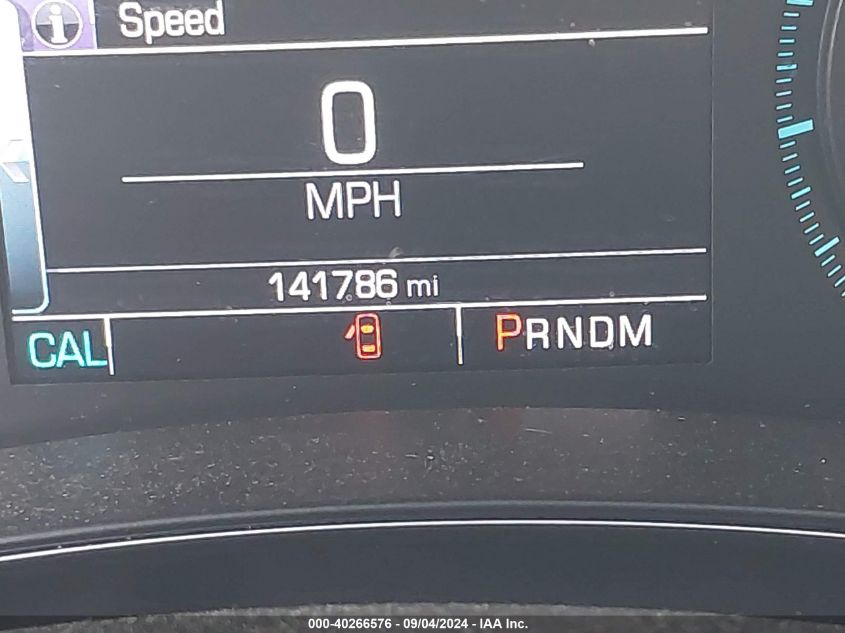 Speed
0
MPH
141786 mi
CAL PRNDM
000-40266576 - 09/04/2024 - IAA Inc.